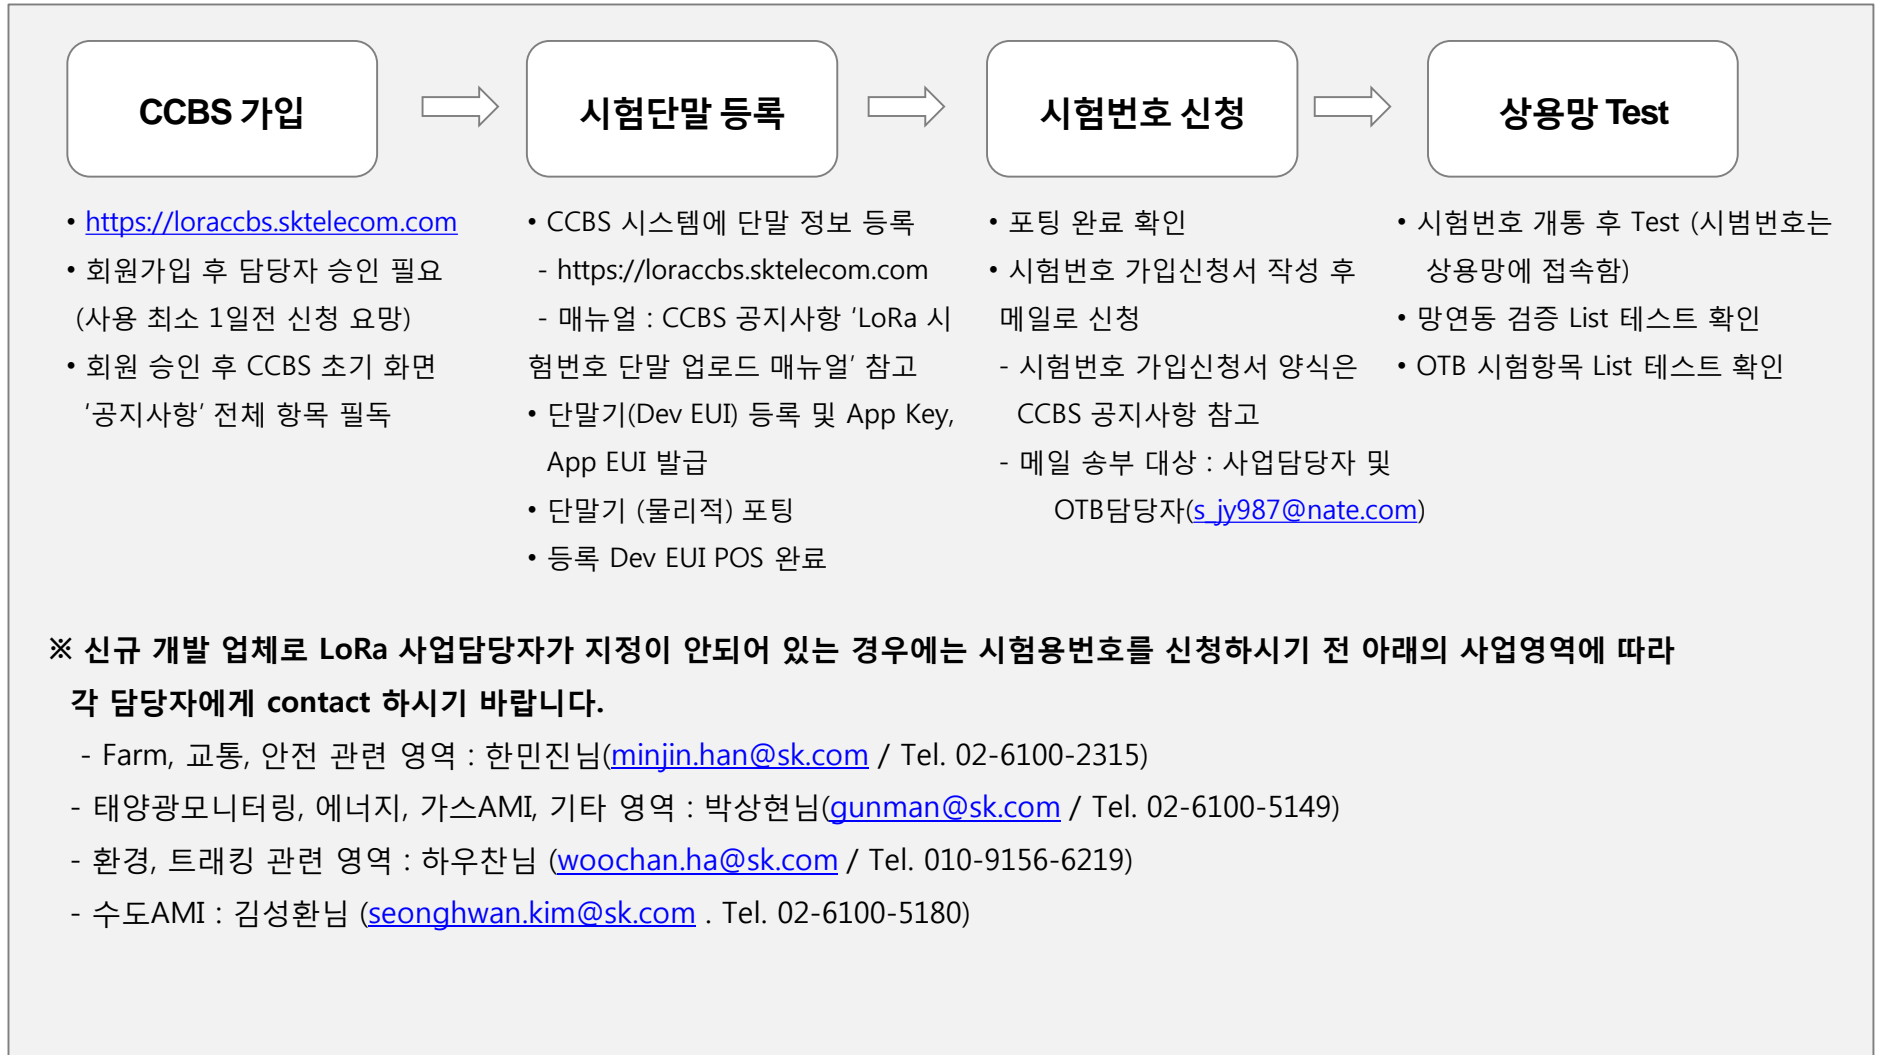 CCBS 가입
시험단말 등록
시험번호 신청
상용망 Test
• https://loraccbs.sktelecom.com
• 회원가입 후 담당자 승인 필요
(사용 최소 1일전 신청 요망)
• 회원 승인 후 CCBS 초기 화면
‘공지사항’ 전체 항목 필독
• CCBS 시스템에 단말 정보 등록
- https://loraccbs.sktelecom.com
- 매뉴얼 : CCBS 공지사항 ‘LoRa 시
험번호 단말 업로드 매뉴얼’ 참고
• 단말기(Dev EUI) 등록 및 App Key,
App EUI 발급
• 단말기 (물리적) 포팅
• 등록 Dev EUI POS 완료
• 포팅 완료 확인
• 시험번호 가입신청서 작성 후
메일로 신청
- 시험번호 가입신청서 양식은
CCBS 공지사항 참고
- 메일 송부 대상 : 사업담당자 및
OTB담당자(s_jy987@nate.com)
• 시험번호 개통 후 Test (시범번호는
상용망에 접속함)
• 망연동 검증 List 테스트 확인
• OTB 시험항목 List 테스트 확인
※ 신규 개발 업체로 LoRa 사업담당자가 지정이 안되어 있는 경우에는 시험용번호를 신청하시기 전 아래의 사업영역에 따라
각 담당자에게 contact 하시기 바랍니다.
- Farm, 교통, 안전 관련 영역 : 한민진님(minjin.han@sk.com / Tel. 02-6100-2315)
- 태양광모니터링, 에너지, 가스AMI, 기타 영역 : 박상현님(gunman@sk.com / Tel. 02-6100-5149)
- 환경, 트래킹 관련 영역 : 하우찬님 (woochan.ha@sk.com / Tel. 010-9156-6219)
- 수도AMI : 김성환님 (seonghwan.kim@sk.com . Tel. 02-6100-5180)